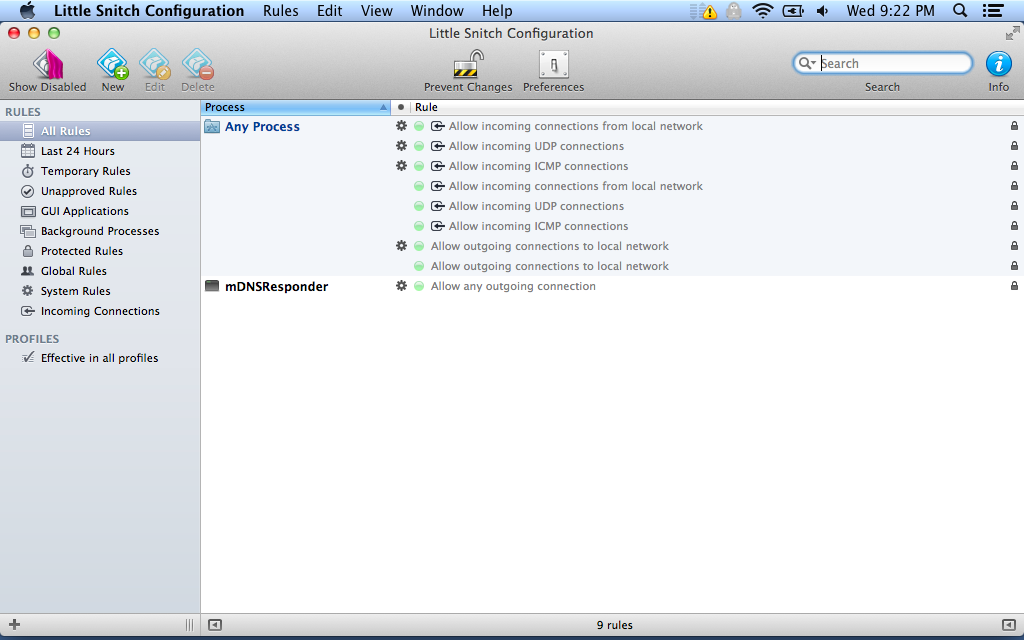 Little Snitch Configuration Rules Edit View Window Help Wed 9:22 PM
Little Snitch Configuration
Show Disabled New Edit Delete Prevent Changes Preferences Search Search Info
Process Rule
RULES
All Rules
Last 24 Hours
Temporary Rules
Unapproved Rules
GUI Applications
Background Processes
Protected Rules
Global Rules
System Rules
Incoming Connections
PROFILES
Effective in all profiles
Any Process Allow incoming connections from local network
Allow incoming UDP connections
Allow incoming ICMP connections
Allow incoming connections from local network
Allow incoming UDP connections
Allow incoming ICMP connections
Allow outgoing connections to local network
Allow outgoing connections to local network
mDNSResponder Allow any outgoing connection
9 rules